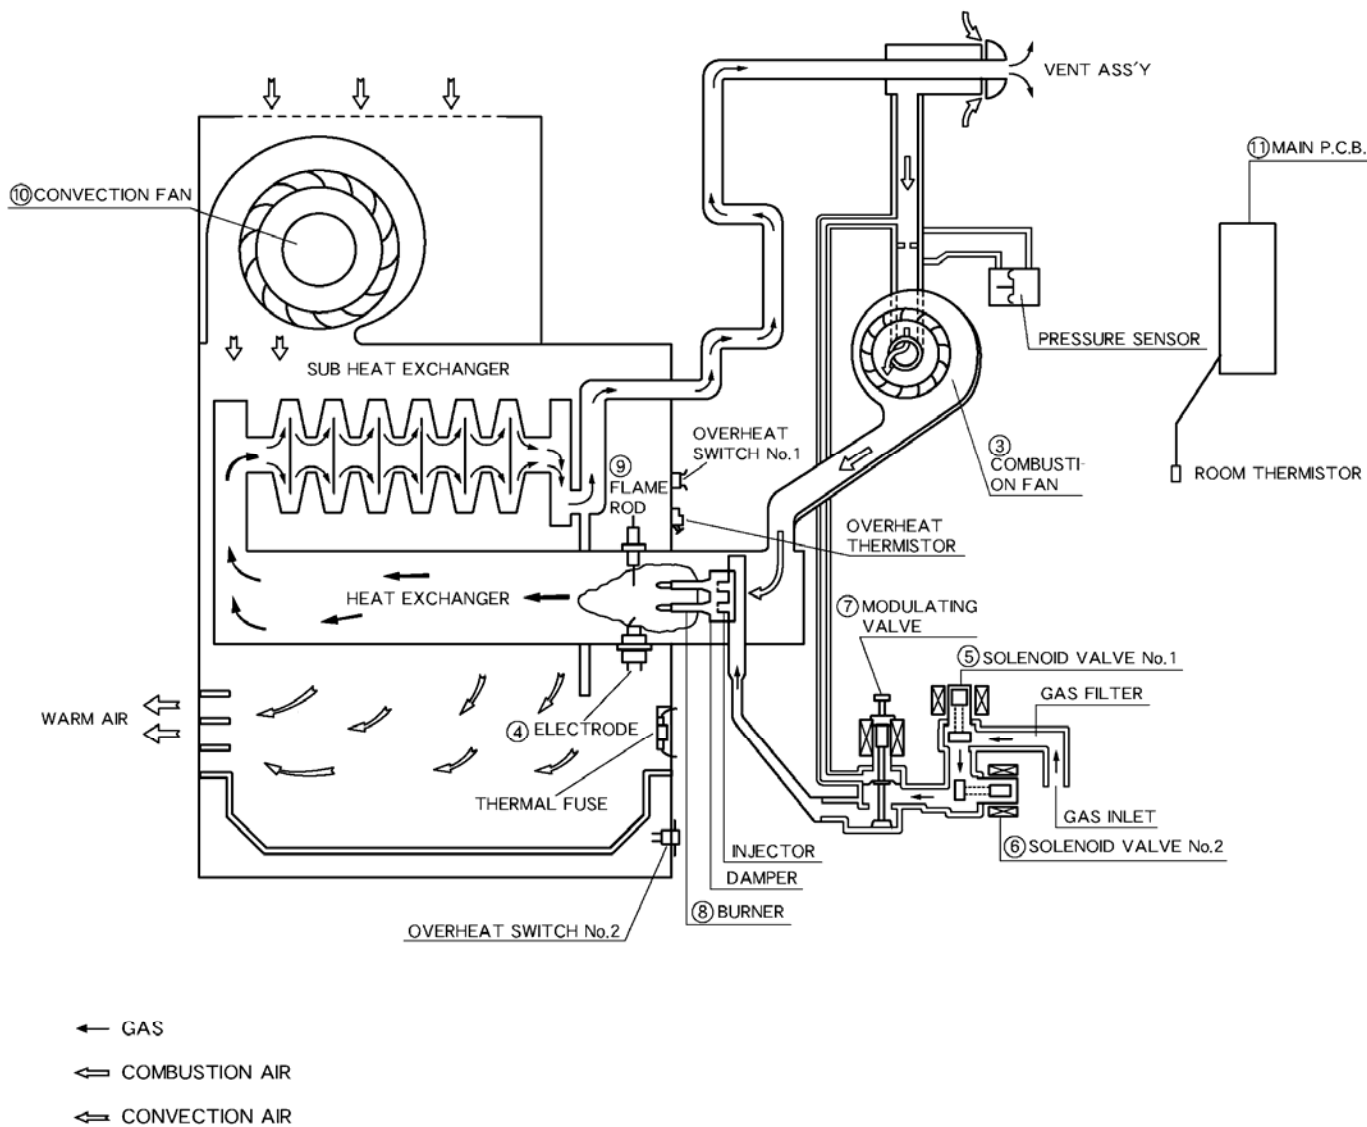 VENT ASS'Y
⑪MAIN P.C.B.
⑩CONVECTION FAN
PRESSURE SENSOR
SUB HEAT EXCHANGER
OVERHEAT
SWITCH No.1
③
COMBUSTI-
ON FAN
ROOM THERMISTOR
⑨
FLAME
ROD
OVERHEAT
THERMISTOR
HEAT EXCHANGER
⑦MODULATING
VALVE
⑤SOLENOID VALVE No.1
GAS FILTER
WARM AIR
④ELECTRODE
THERMAL FUSE
GAS INLET
⑥SOLENOID VALVE No.2
INJECTOR
DAMPER
⑧BURNER
OVERHEAT SWITCH No.2
GAS
COMBUSTION AIR
CONVECTION AIR